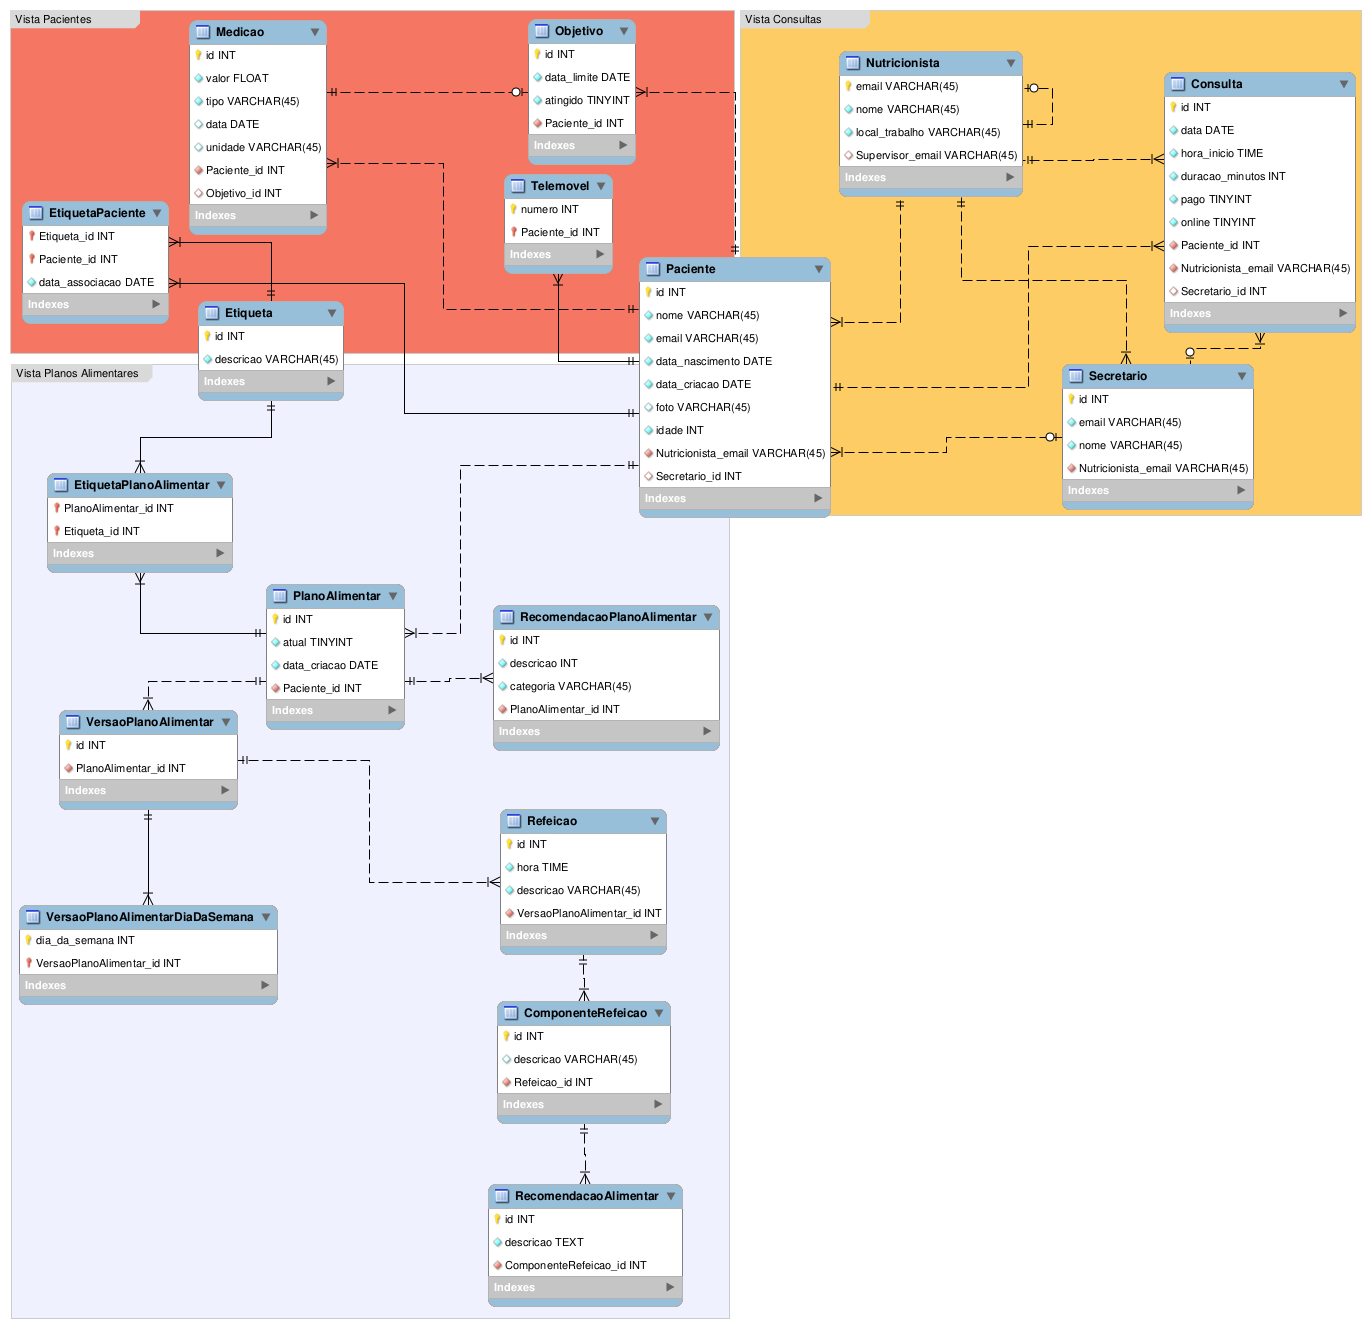 Vista Pacientes
Medicao
id INT
valor FLOAT
tipo VARCHAR(45)
data DATE
unidade VARCHAR(45)
Paciente_id INT
Objetivo_id INT
Indexes
Objetivo
id INT
data_limite DATE
atingido TINYINT
Paciente_id INT
Indexes
Telemovel
numero INT
Paciente_id INT
Indexes
EtiquetaPaciente
Etiqueta_id INT
Paciente_id INT
data_associacao DATE
Indexes
Etiqueta
id INT
descricao VARCHAR(45)
Indexes
Paciente
id INT
nome VARCHAR(45)
email VARCHAR(45)
data_nascimento DATE
data_criacao DATE
foto VARCHAR(45)
idade INT
Nutricionista_email VARCHAR(45)
Secretario_id INT
Indexes
Vista Consultas
Nutricionista
email VARCHAR(45)
nome VARCHAR(45)
local_trabalho VARCHAR(45)
Supervisor_email VARCHAR(45)
Indexes
Consulta
id INT
data DATE
hora_inicio TIME
duracao_minutos INT
pago TINYINT
online TINYINT
Paciente_id INT
Nutricionista_email VARCHAR(45)
Secretario_id INT
Indexes
Secretario
id INT
email VARCHAR(45)
nome VARCHAR(45)
Nutricionista_email VARCHAR(45)
Indexes
Vista Planos Alimentares
EtiquetaPlanoAlimentar
PlanoAlimentar_id INT
Etiqueta_id INT
Indexes
PlanoAlimentar
id INT
atual TINYINT
data_criacao DATE
Paciente_id INT
Indexes
RecomendacaoPlanoAlimentar
id INT
descricao INT
categoria VARCHAR(45)
PlanoAlimentar_id INT
Indexes
VersaoPlanoAlimentar
id INT
PlanoAlimentar_id INT
Indexes
Refeicao
id INT
hora TIME
descricao VARCHAR(45)
VersaoPlanoAlimentar_id INT
Indexes
VersaoPlanoAlimentarDiaDaSemana
dia_da_semana INT
VersaoPlanoAlimentar_id INT
Indexes
ComponenteRefeicao
id INT
descricao VARCHAR(45)
Refeicao_id INT
Indexes
RecomendacaoAlimentar
id INT
descricao TEXT
ComponenteRefeicao_id INT
Indexes